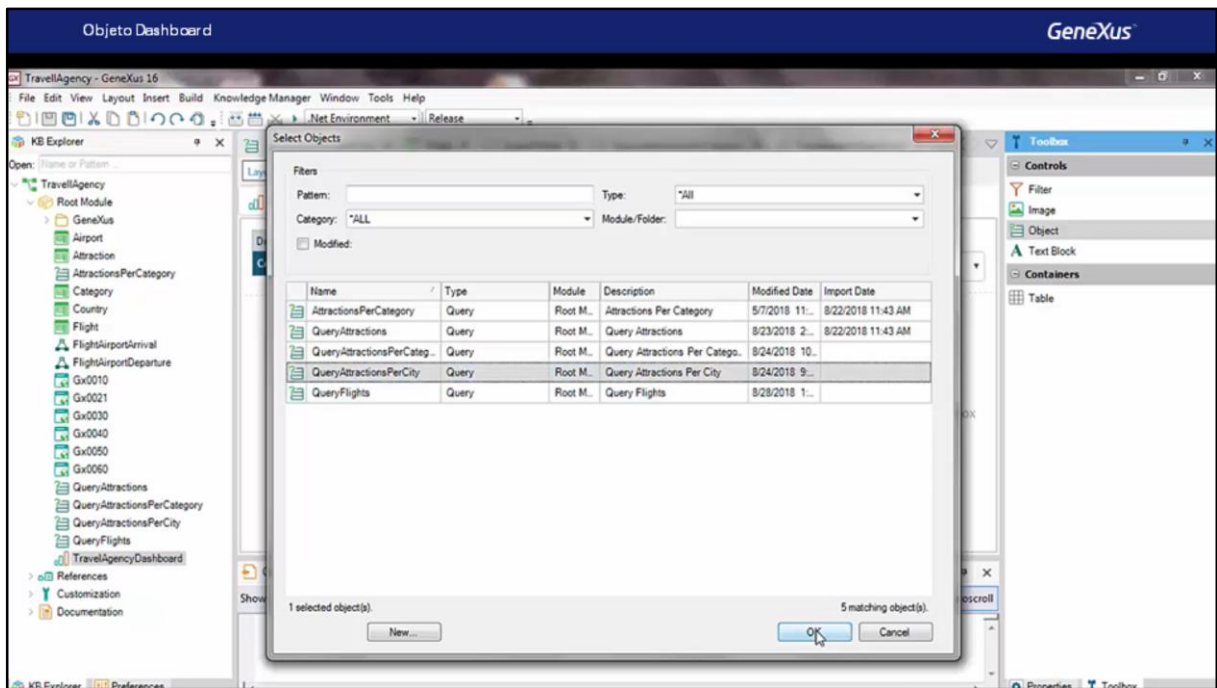 Objeto Dashboard
GeneXus
TravellAgency - GeneXus 16
File Edit View Layout Insert Build Knowledge Manager Window Tools Help
.Net Environment Release
KB Explorer
Open: Name or Pattern ...
TravellAgency
Root Module
GeneXus
Airport
Attraction
AttractionsPerCategory
Category
Country
Flight
FlightAirportArrival
FlightAirportDeparture
Gx0010
Gx0021
Gx0030
Gx0040
Gx0050
Gx0060
QueryAttractions
QueryAttractionsPerCategory
QueryAttractionsPerCity
QueryFlights
TravelAgencyDashboard
References
Customization
Documentation
KB Explorer Preferences
Select Objects
Filters
Pattern: Type: *All
Category: *ALL Module/Folder:
Modified:
Name / Type Module Description Modified Date Import Date
AttractionsPerCategory Query Root M... Attractions Per Category 5/7/2018 11:... 8/22/2018 11:43 AM
QueryAttractions Query Root M... Query Attractions 8/23/2018 2:... 8/22/2018 11:43 AM
QueryAttractionsPerCateg... Query Root M... Query Attractions Per Catego... 8/24/2018 10...
QueryAttractionsPerCity Query Root M... Query Attractions Per City 8/24/2018 9:...
QueryFlights Query Root M... Query Flights 8/28/2018 1:...
1 selected object(s). 5 matching object(s).
New... OK Cancel
Show
oscroll
Toolbox
Controls
Filter
Image
Object
Text Block
Containers
Table
Properties Toolbox